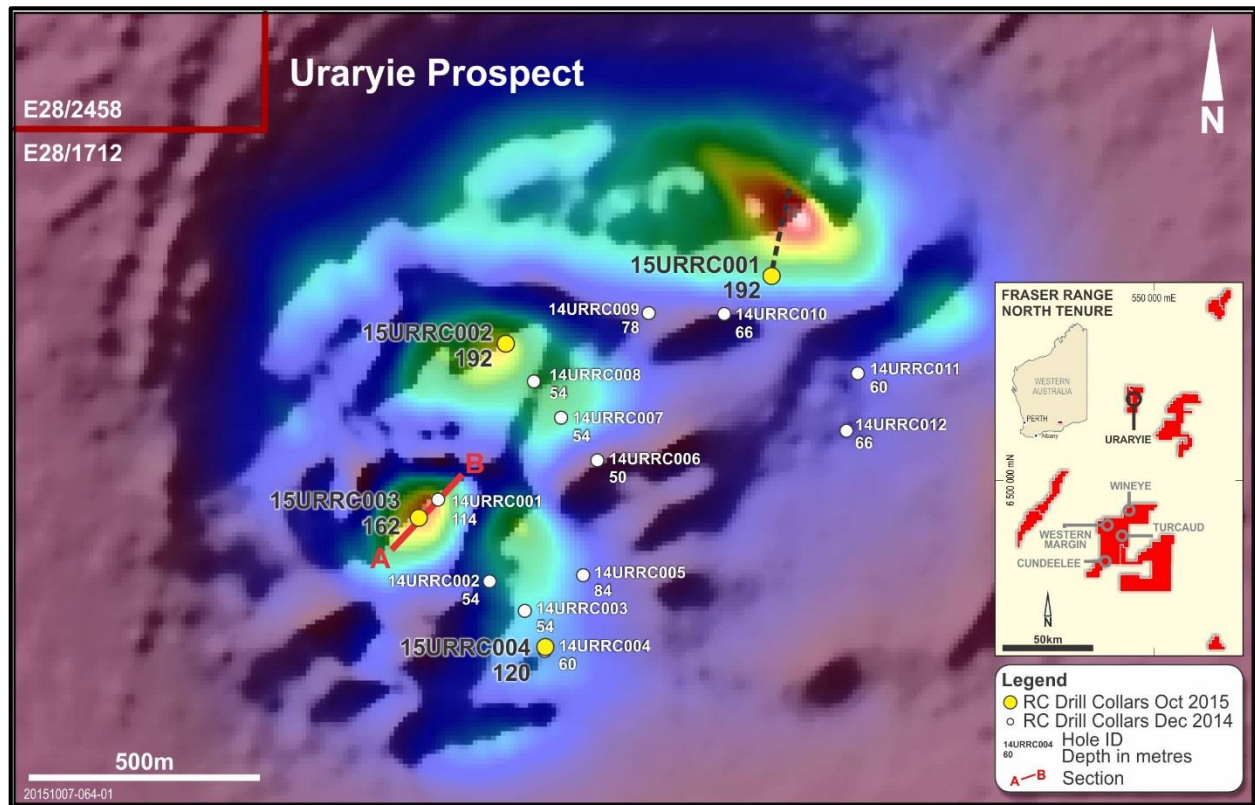 Uraryie Prospect
E28/2458
E28/1712
N
15URRC001
192
14URRC009
78
14URRC010
66
15URRC002
192
14URRC008
54
14URRC011
60
14URRC007
54
14URRC012
66
14URRC006
50
B
15URRC003
162
14URRC001
114
A
14URRC002
54
14URRC005
84
14URRC003
54
15URRC004
120
14URRC004
60
500m
20151007-064-01
FRASER RANGE
NORTH TENURE
550 000 mE
WESTERN
AUSTRALIA
PERTH
Albany
URARYIE
6 500 000 mN
WINEYE
WESTERN
MARGIN
TURCAUD
CUNDEELEE
N
50km
Legend
RC Drill Collars Oct 2015
RC Drill Collars Dec 2014
14URRC004 Hole ID
60 Depth in metres
A B Section